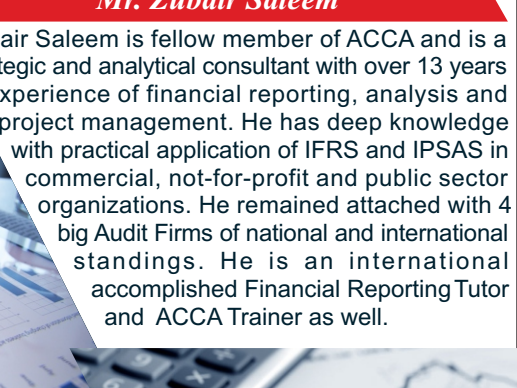 Mr. Zubair Saleem
air Saleem is fellow member of ACCA and is a
tegic and analytical consultant with over 13 years
xperience of financial reporting, analysis and
project management. He has deep knowledge
with practical application of IFRS and IPSAS in
commercial, not-for-profit and public sector
organizations. He remained attached with 4
big Audit Firms of national and international
standings. He is an international
accomplished Financial Reporting Tutor
and ACCA Trainer as well.